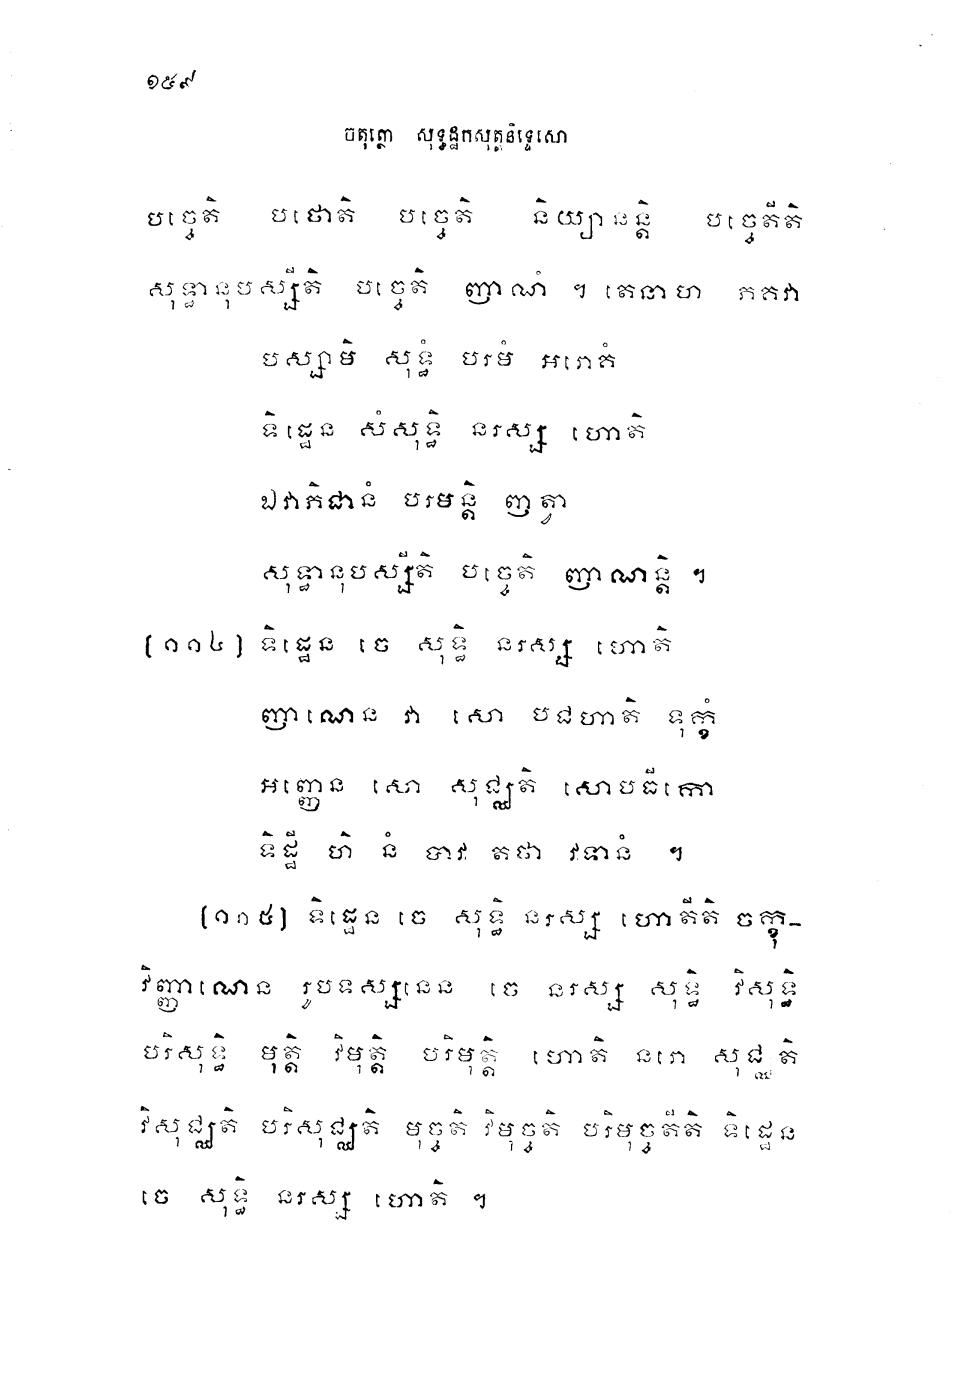 ១៥៩
ចតុត្ថោ សុទ្ធដ្ឋកសុត្តនិទ្ទេសោ
បច្ចេតិ បថោតិ បច្ចេតិ និយ្យានន្តិ បច្ចេតីតិ
សុទ្ធានុបស្សីតិ បច្ចេតិ ញាណំ ។ តេនាហ ភគវា
បស្សាមិ សុទ្ធំ បរមំ អរោគំ
ទិដ្ឋេន សំសុទ្ធិ នរស្ស ហោតិ
ឯវាភិជានំ បរមន្តិ ញត្វា
សុទ្ធានុបស្សីតិ បច្ចេតិ ញាណន្តិ ។
[១១៤] ទិដ្ឋេន ចេ សុទ្ធិ នរស្ស ហោតិ
ញាណេន វា សោ បជហាតិ ទុក្ខំ
អញ្ញេន សោ សុជ្ឈតិ សោបធីកោ
ទិដ្ឋី ហិ នំ បាវ តថា វទានំ ។
[១១៥] ទិដ្ឋេន ចេ សុទ្ធិ នរស្ស ហោតីតិ ចក្ខុ-
វិញ្ញាណេន រូបទស្សនេន ចេ នរស្ស សុទ្ធិ វិសុទ្ធិ
បរិសុទ្ធិ មុត្តិ វិមុត្តិ បរិមុត្តិ ហោតិ នរោ សុជ្ឈតិ
វិសុជ្ឈតិ បរិសុជ្ឈតិ មុច្ចតិ វិមុច្ចតិ បរិមុច្ចតីតិ ទិដ្ឋេន
ចេ សុទ្ធិ នរស្ស ហោតិ ។